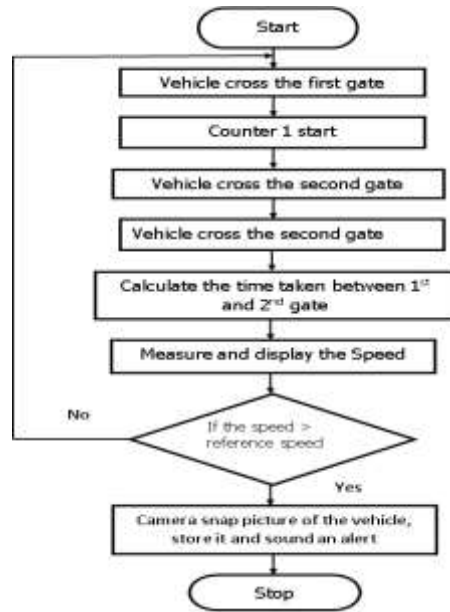 Start
Vehicle cross the first gate
Counter 1 start
Vehicle cross the second gate
Vehicle cross the second gate
Calculate the time taken between 1st
and 2nd gate
Measure and display the Speed
No
If the speed >
reference speed
Yes
Camera snap picture of the vehicle,
store it and sound an alert
Stop